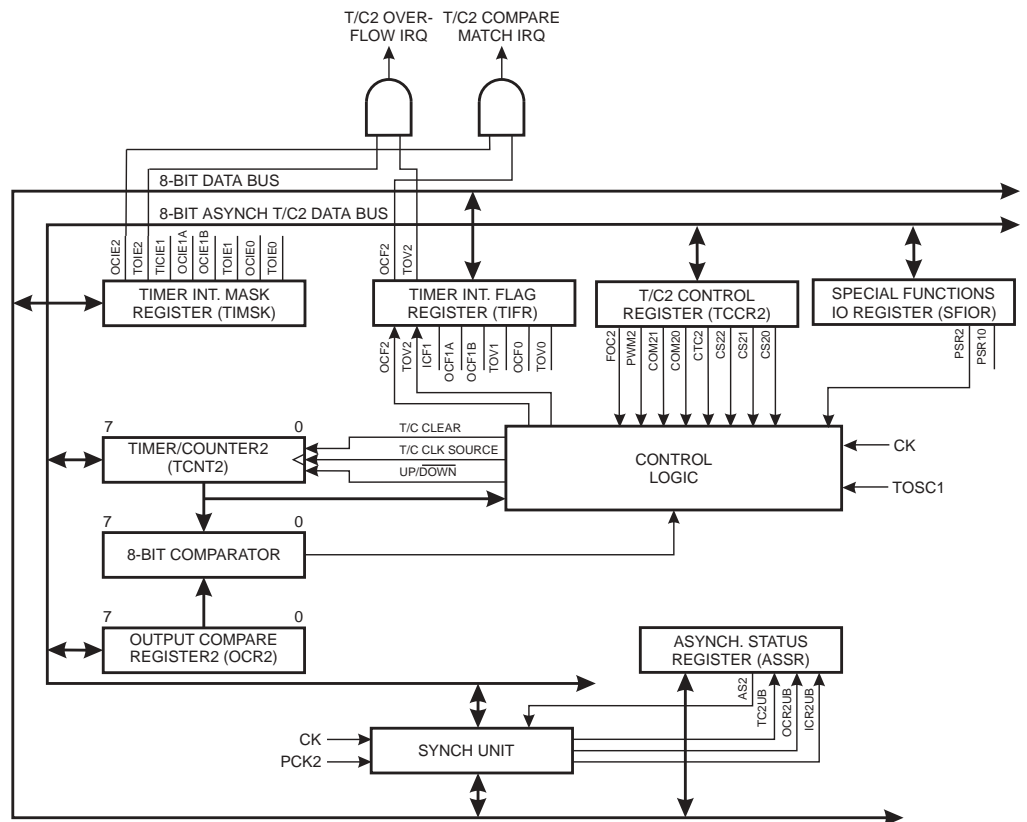 T/C2 OVER-
FLOW IRQ
T/C2 COMPARE
MATCH IRQ
8-BIT DATA BUS
8-BIT ASYNCH T/C2 DATA BUS
OCIE2
TOIE2
TICIE1
OCIE1A
OCIE1B
TOIE1
OCIE0
TOIE0
OCF2
TOV2
TIMER INT. MASK
REGISTER (TIMSK)
TIMER INT. FLAG
REGISTER (TIFR)
T/C2 CONTROL
REGISTER (TCCR2)
SPECIAL FUNCTIONS
IO REGISTER (SFIOR)
OCF2
TOV2
ICF1
OCF1A
OCF1B
TOV1
OCF0
TOV0
FOC2
PWM2
COM21
COM20
CTC2
CS22
CS21
CS20
PSR2
PSR10
7 0
TIMER/COUNTER2
(TCNT2)
T/C CLEAR
T/C CLK SOURCE
UP/DOWN
CONTROL
LOGIC
CK
TOSC1
7 0
8-BIT COMPARATOR
7 0
OUTPUT COMPARE
REGISTER2 (OCR2)
ASYNCH. STATUS
REGISTER (ASSR)
AS2
TC2UB
OCR2UB
ICR2UB
CK
PCK2
SYNCH UNIT